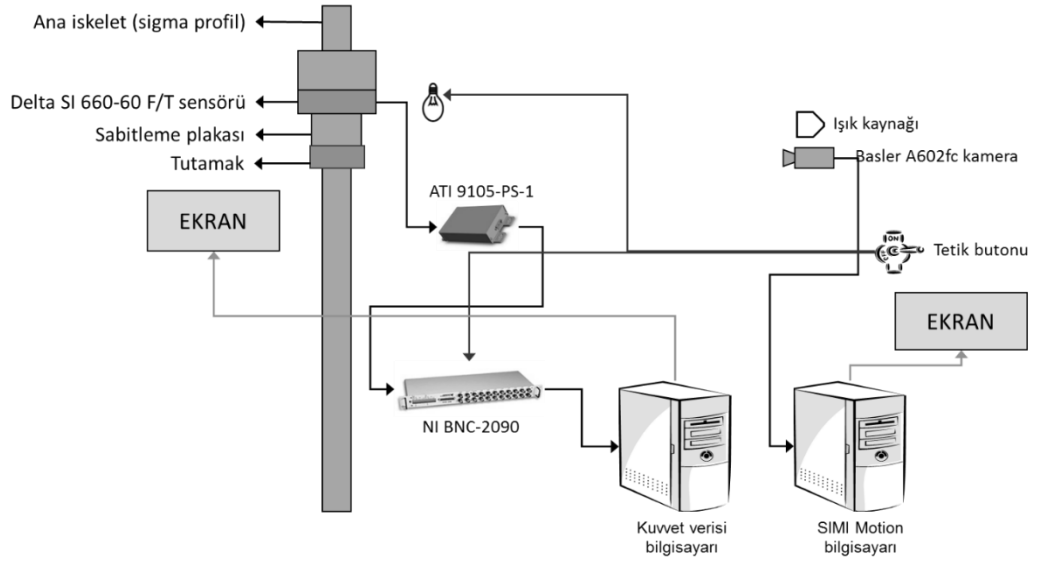 Ana iskelet (sigma profil)
Delta SI 660-60 F/T sensörü
Sabitleme plakası
Tutamak
EKRAN
ATI 9105-PS-1
Işık kaynağı
Basler A602fc kamera
ON
Tetik butonu
EKRAN
NI BNC-2090
Kuvvet verisi
bilgisayarı
SIMI Motion
bilgisayarı